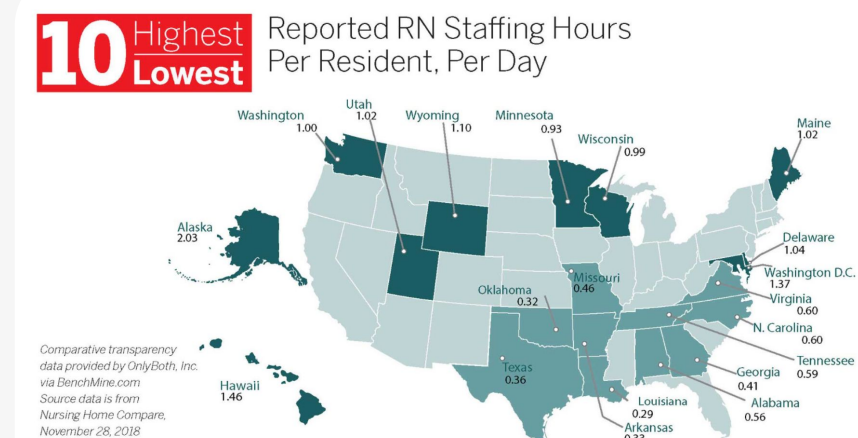 10 Highest
Lowest
Reported RN Staffing Hours
Per Resident, Per Day
Washington
1.00
Utah
1.02
Wyoming
1.10
Minnesota
0.93
Wisconsin
0.99
Maine
1.02
Alaska
2.03
Delaware
1.04
Washington D.C.
1.37
Missouri
0.46
Oklahoma
0.32
Virginia
0.60
N. Carolina
0.60
Tennessee
0.59
Texas
0.36
Georgia
0.41
Alabama
0.56
Louisiana
0.29
Arkansas
0.33
Hawaii
1.46
Comparative transparency
data provided by OnlyBoth, Inc.
via BenchMine.com
Source data is from
Nursing Home Compare,
November 28, 2018